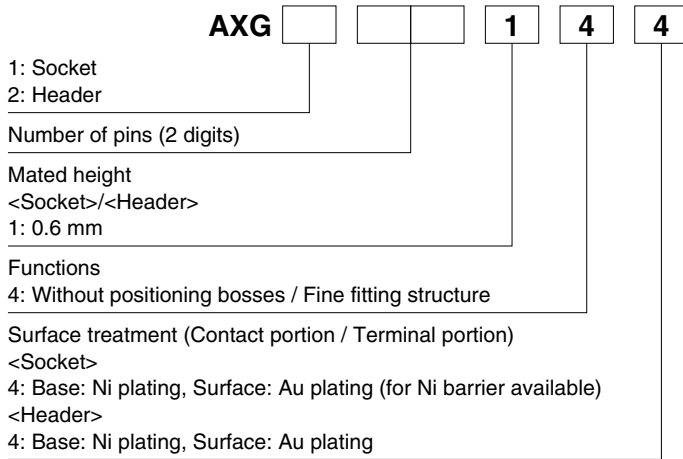 AXG 1 4 4
1: Socket
2: Header
Number of pins (2 digits)
Mated height
<Socket>/<Header>
1: 0.6 mm
Functions
4: Without positioning bosses / Fine fitting structure
Surface treatment (Contact portion / Terminal portion)
<Socket>
4: Base: Ni plating, Surface: Au plating (for Ni barrier available)
<Header>
4: Base: Ni plating, Surface: Au plating